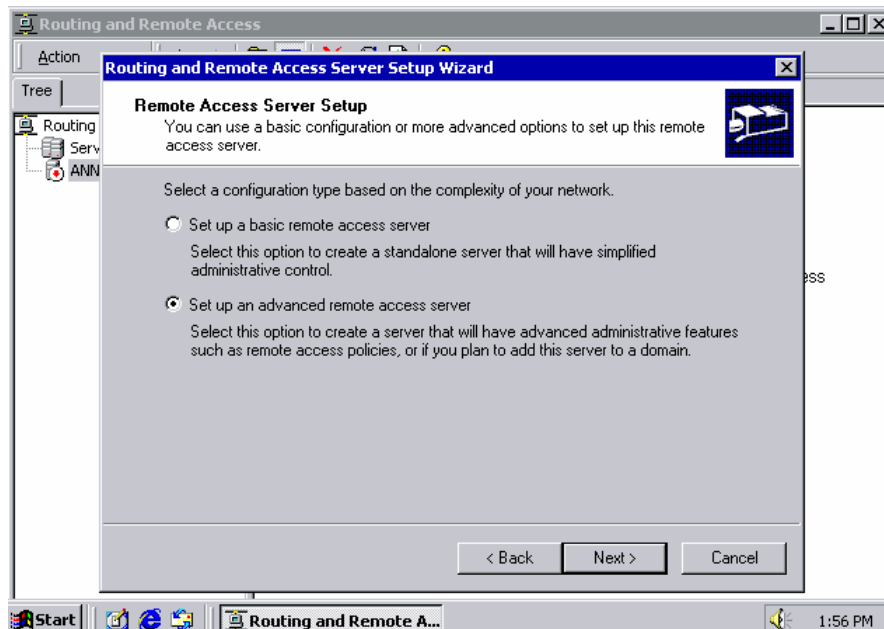 Routing and Remote Access
Action
Tree
Routing
Serv
ANN
ess
Routing and Remote Access Server Setup Wizard
Remote Access Server Setup
You can use a basic configuration or more advanced options to set up this remote
access server.
Select a configuration type based on the complexity of your network.
Set up a basic remote access server
Select this option to create a standalone server that will have simplified
administrative control.
Set up an advanced remote access server
Select this option to create a server that will have advanced administrative features
such as remote access policies, or if you plan to add this server to a domain.
< Back
Next >
Cancel
Start
Routing and Remote A...
1:56 PM